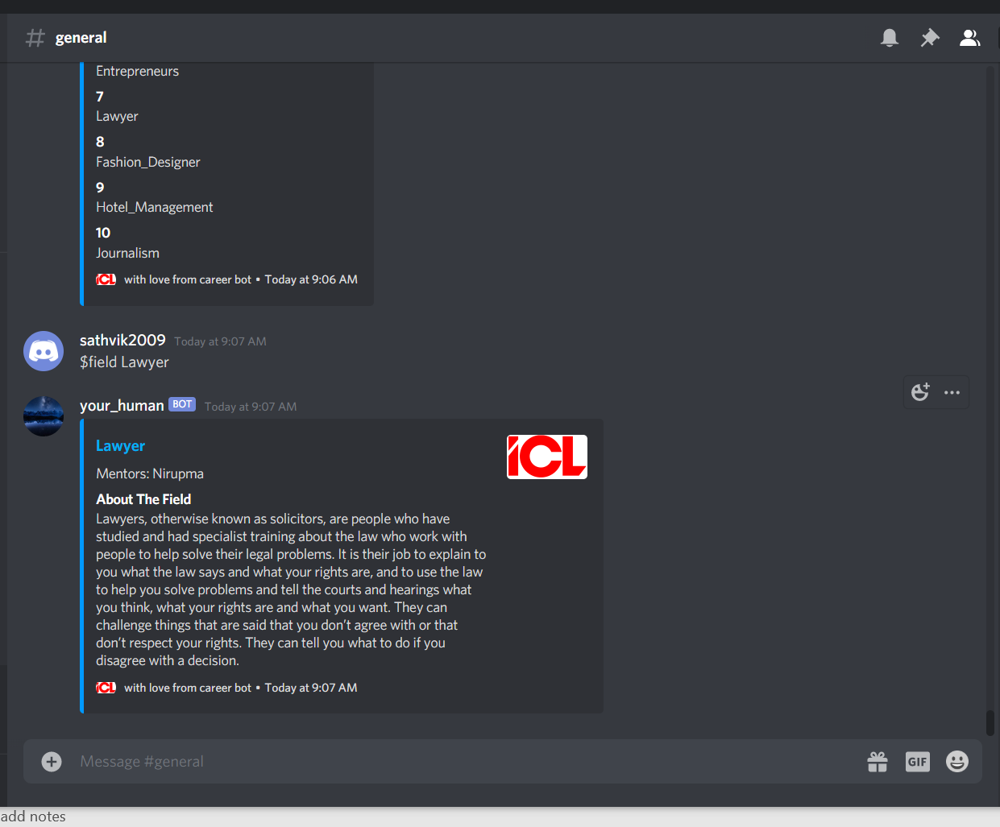 general
Entrepreneurs
7
Lawyer
8
Fashion_Designer
9
Hotel_Management
10
Journalism
ICL with love from career bot • Today at 9:06 AM
sathvik2009 Today at 9:07 AM
$field Lawyer
your_human BOT Today at 9:07 AM
Lawyer
ICL
Mentors: Nirupma
About The Field
Lawyers, otherwise known as solicitors, are people who have
studied and had specialist training about the law who work with
people to help solve their legal problems. It is their job to explain to
you what the law says and what your rights are, and to use the law
to help you solve problems and tell the courts and hearings what
you think, what your rights are and what you want. They can
challenge things that are said that you don’t agree with or that
don’t respect your rights. They can tell you what to do if you
disagree with a decision.
ICL with love from career bot • Today at 9:07 AM
Message #general
GIF
add notes